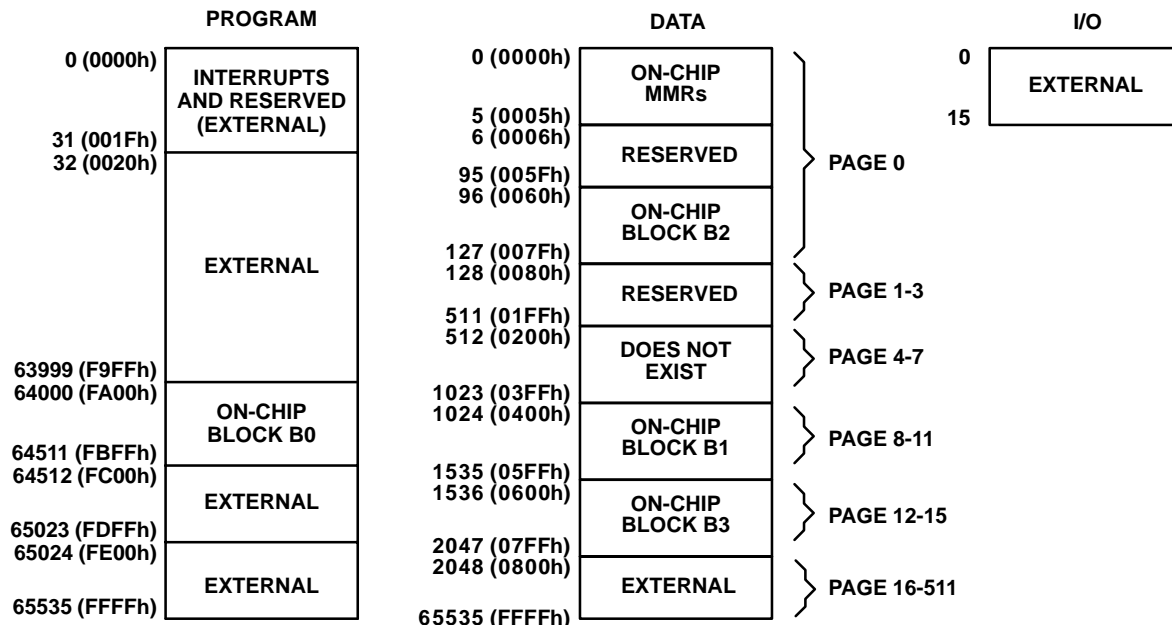 PROGRAM
0 (0000h)
INTERRUPTS
AND RESERVED
(EXTERNAL)
31 (001Fh)
32 (0020h)
EXTERNAL
63999 (F9FFh)
64000 (FA00h)
ON-CHIP
BLOCK B0
64511 (FBFFh)
64512 (FC00h)
EXTERNAL
65023 (FDFFh)
65024 (FE00h)
EXTERNAL
65535 (FFFFh)
DATA
0 (0000h)
ON-CHIP
MMRs
5 (0005h)
6 (0006h)
RESERVED
95 (005Fh)
96 (0060h)
ON-CHIP
BLOCK B2
127 (007Fh)
128 (0080h)
RESERVED
511 (01FFh)
512 (0200h)
DOES NOT
EXIST
1023 (03FFh)
1024 (0400h)
ON-CHIP
BLOCK B1
1535 (05FFh)
1536 (0600h)
ON-CHIP
BLOCK B3
2047 (07FFh)
2048 (0800h)
EXTERNAL
65535 (FFFFh)
PAGE 0
PAGE 1-3
PAGE 4-7
PAGE 8-11
PAGE 12-15
PAGE 16-511
I/O
0
EXTERNAL
15